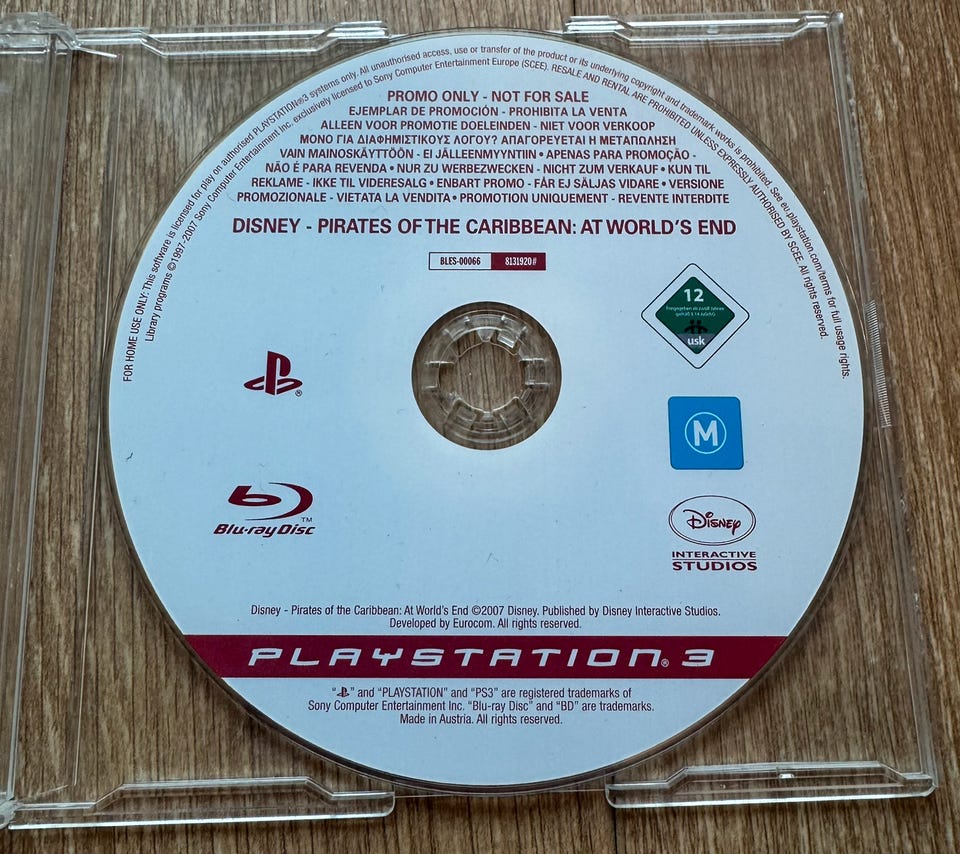 FOR HOME USE ONLY: This software is licensed for play on authorised PLAYSTATION®3 systems only. All unauthorised access, use or transfer of the product or its underlying copyright and trademark works is prohibited. See eu.playstation.com/terms for full usage rights.
Library programs ©1997-2007 Sony Computer Entertainment Inc. exclusively licensed to Sony Computer Entertainment Europe (SCEE). RESALE AND RENTAL ARE PROHIBITED UNLESS EXPRESSLY AUTHORISED BY SCEE. All rights reserved.
PROMO ONLY - NOT FOR SALE
EJEMPLAR DE PROMOCIÓN - PROHIBITA LA VENTA
ALLEEN VOOR PROMOTIE DOELEINDEN - NIET VOOR VERKOOP
ΜΟΝΟ ΓΙΑ ΔΙΑΦΗΜΙΣΤΙΚΟΥΣ ΛΟΓΟΥ? ΑΠΑΓΟΡΕΥΕΤΑΙ Η ΜΕΤΑΠΩΛΗΣΗ
VAIN MAINOSKÄYTTÖÖN - EI JÄLLEENMYYNTIIN • APENAS PARA PROMOÇÃO -
NÃO É PARA REVENDA • NUR ZU WERBEZWECKEN - NICHT ZUM VERKAUF • KUN TIL
REKLAME - IKKE TIL VIDERESALG • ENBART PROMO - FÅR EJ SÄLJAS VIDARE • VERSIONE
PROMOZIONALE - VIETATA LA VENDITA • PROMOTION UNIQUEMENT - REVENTE INTERDITE
DISNEY - PIRATES OF THE CARIBBEAN: AT WORLD'S END
BLES-00066 8131920#
12
Freigegeben ab zwölf Jahren
gemäß § 14 JuSchG
usk
M
Blu-ray Disc™
Disney
INTERACTIVE
STUDIOS
Disney - Pirates of the Caribbean: At World's End ©2007 Disney. Published by Disney Interactive Studios.
Developed by Eurocom. All rights reserved.
PLAYSTATION®3
" " and "PLAYSTATION" and "PS3" are registered trademarks of
Sony Computer Entertainment Inc. "Blu-ray Disc" and "BD" are trademarks.
Made in Austria. All rights reserved.